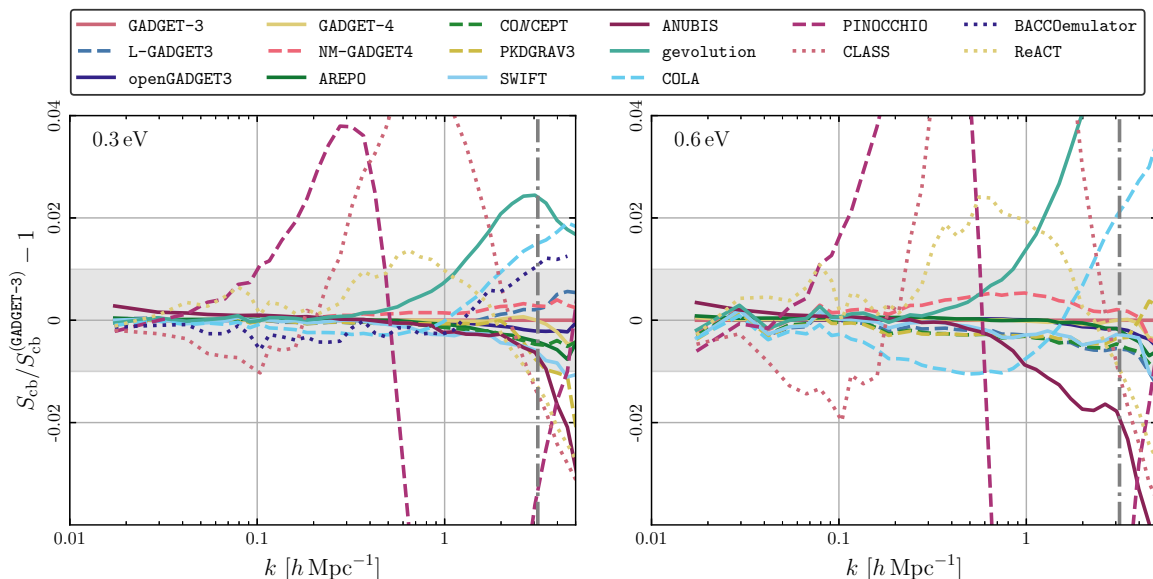 GADGET-3 GADGET-4 CONCEPT ANUBIS PINOCCHIO BACCOemulator
L-GADGET3 NM-GADGET4 PKDGRAV3 gevolution CLASS ReACT
openGADGET3 AREPO SWIFT COLA
0.3 eV
0.04
0.02
0
-0.02
S_cb/S_cb^(GADGET-3) − 1
0.01 0.1 1
k [h Mpc⁻¹]
0.6 eV
0.04
0.02
0
-0.02
0.01 0.1 1
k [h Mpc⁻¹]